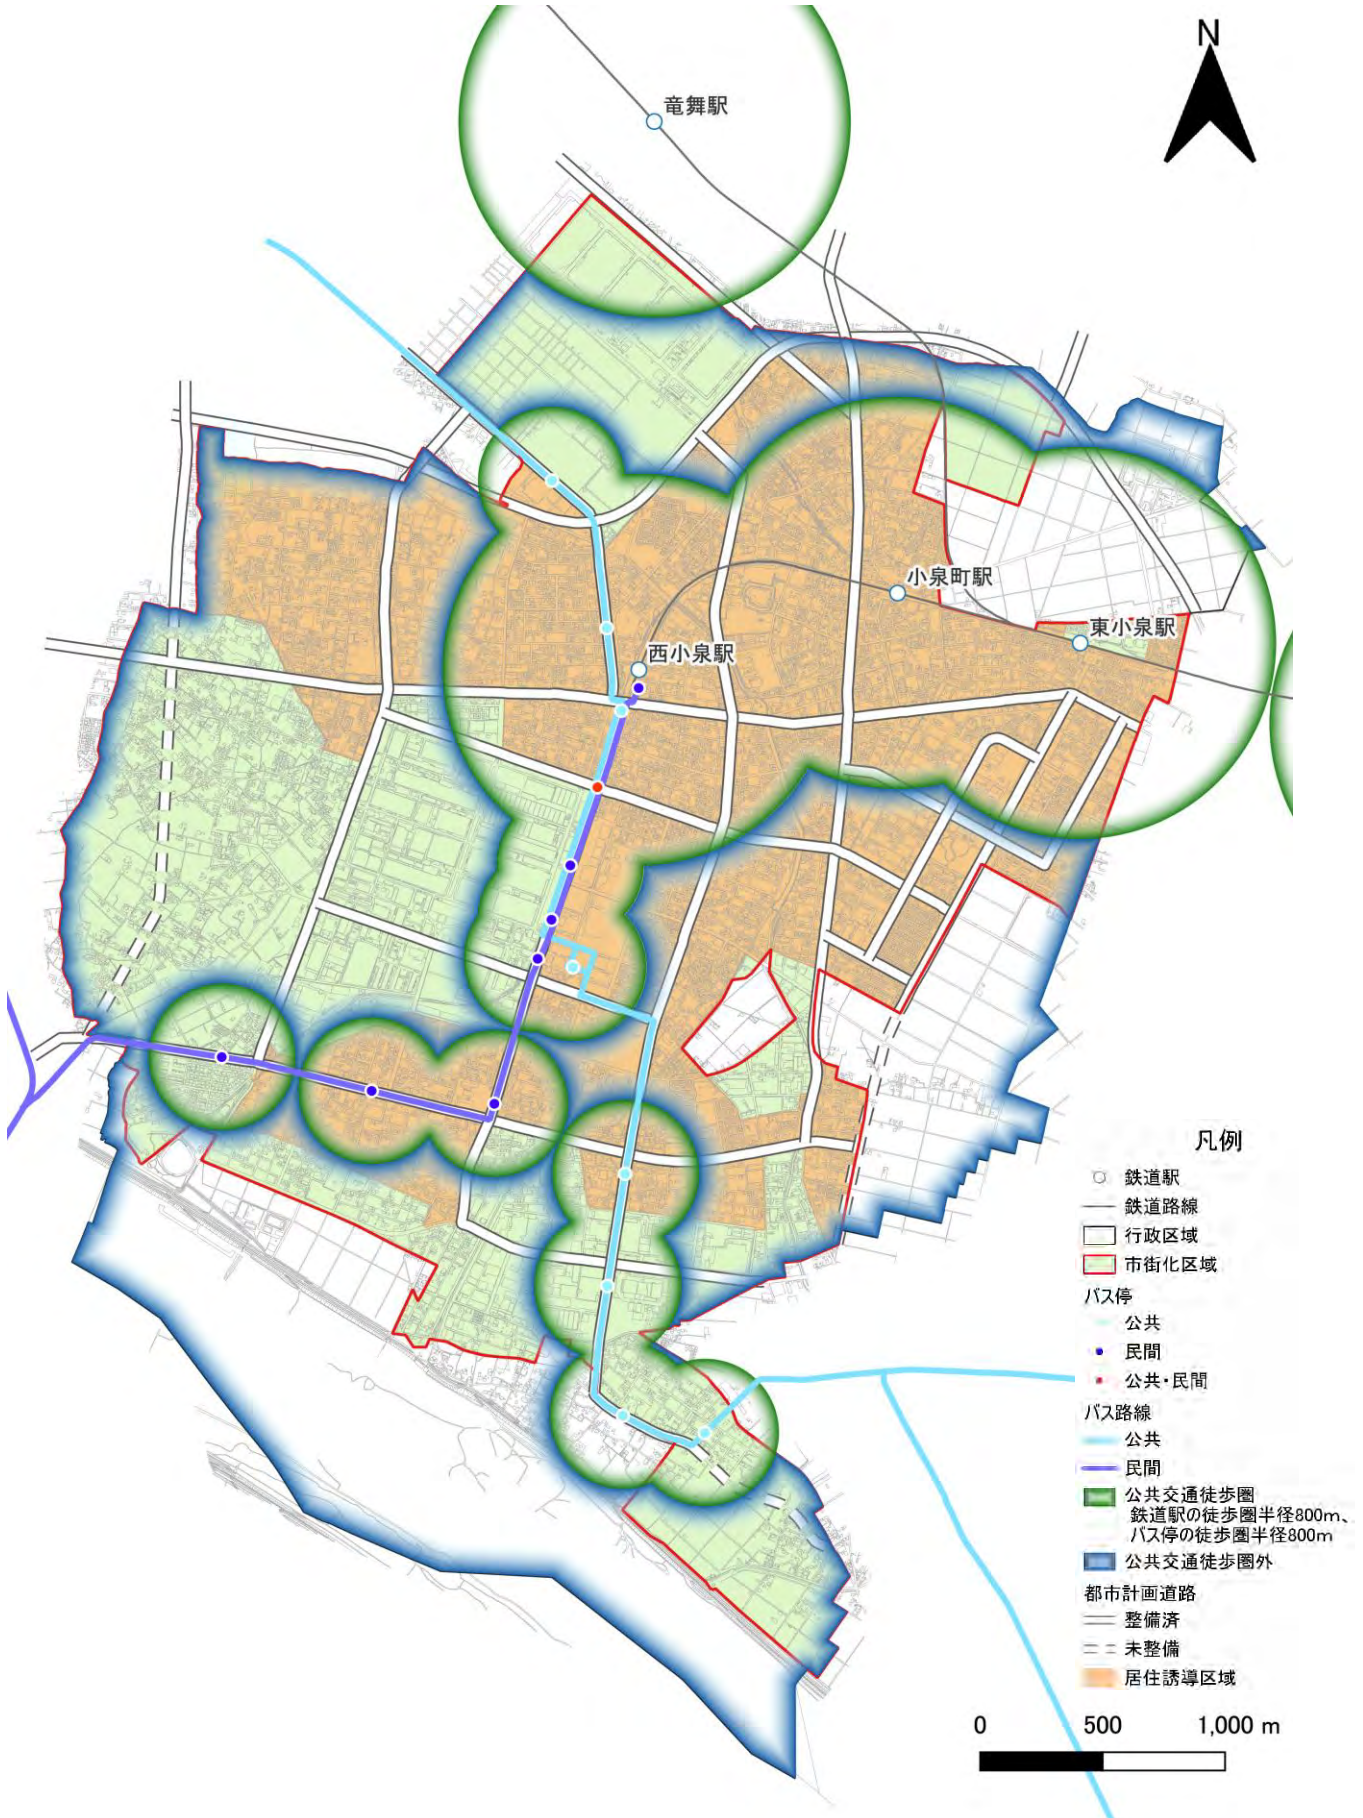 N
竜舞駅
小泉町駅
東小泉駅
西小泉駅
凡例
鉄道駅
鉄道路線
行政区域
市街化区域
バス停
公共
民間
公共・民間
バス路線
公共
民間
公共交通徒歩圏
鉄道駅の徒歩圏半径800m、
バス停の徒歩圏半径800m
公共交通徒歩圏外
都市計画道路
整備済
未整備
居住誘導区域
0 500 1,000 m